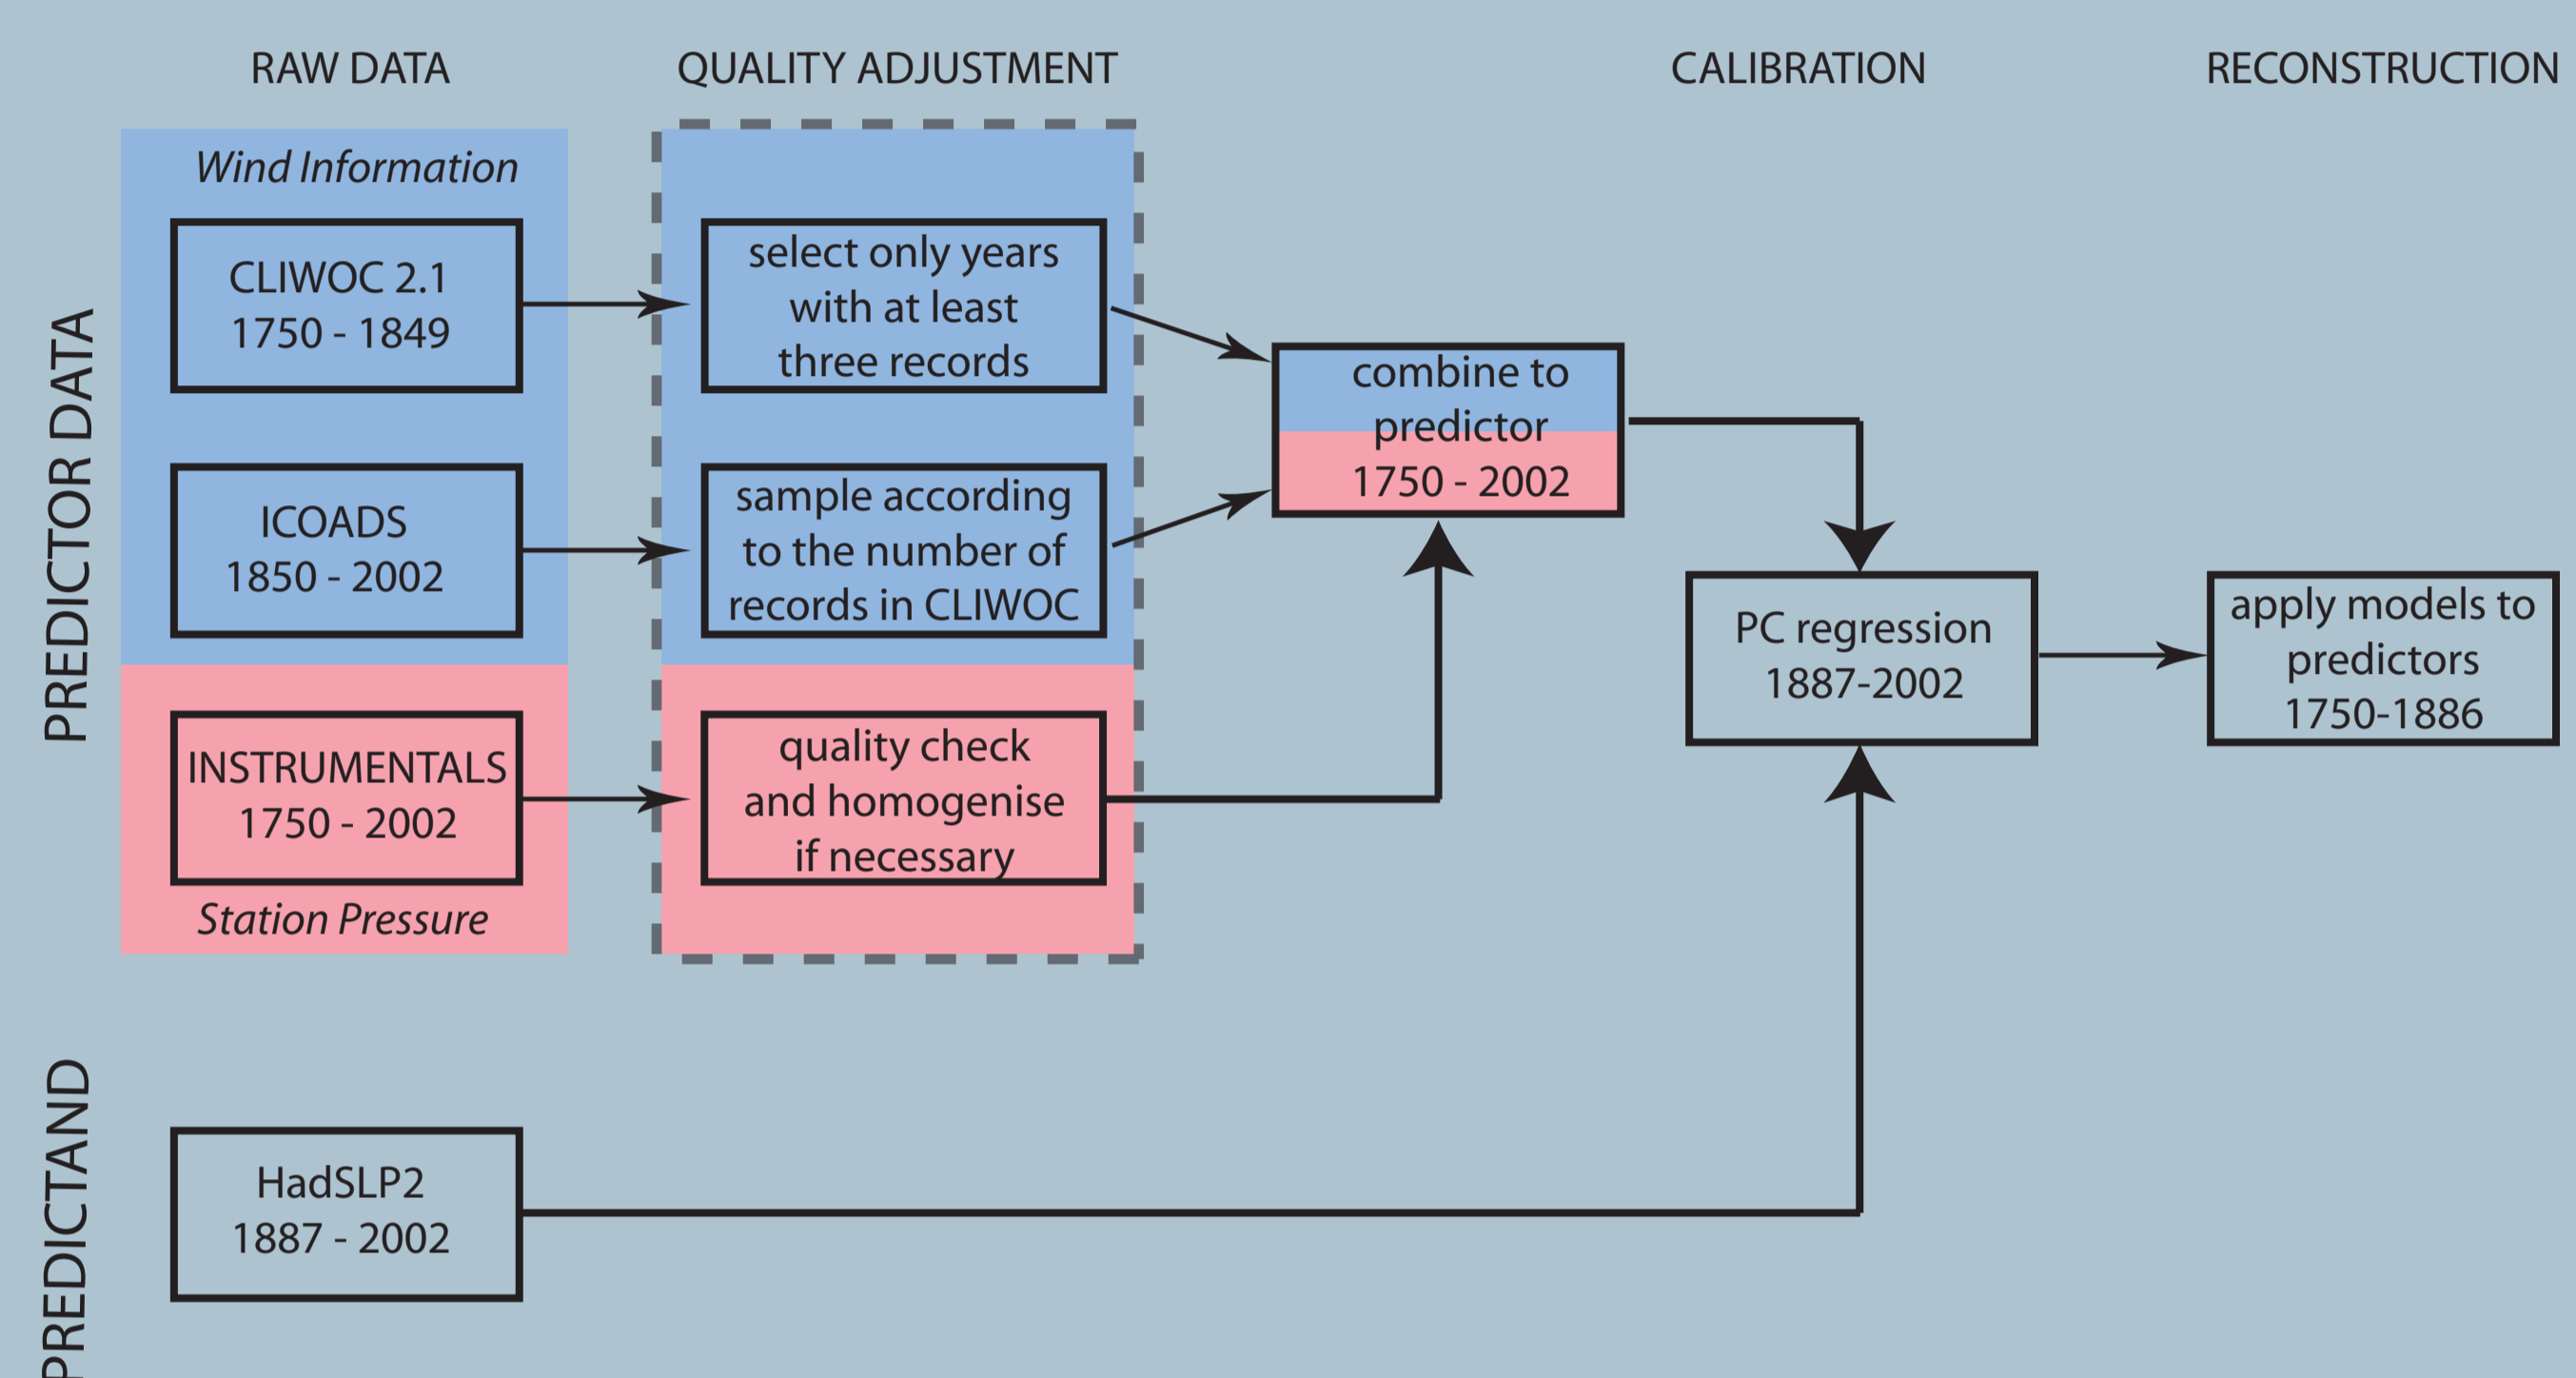 RAW DATA
QUALITY ADJUSTMENT
CALIBRATION
RECONSTRUCTION
PREDICTOR DATA
Wind Information
CLIWOC 2.1
1750 - 1849
select only years
with at least
three records
ICOADS
1850 - 2002
sample according
to the number of
records in CLIWOC
INSTRUMENTALS
1750 - 2002
Station Pressure
quality check
and homogenise
if necessary
combine to
predictor
1750 - 2002
PC regression
1887-2002
apply models to
predictors
1750-1886
PREDICTAND
HadSLP2
1887 - 2002